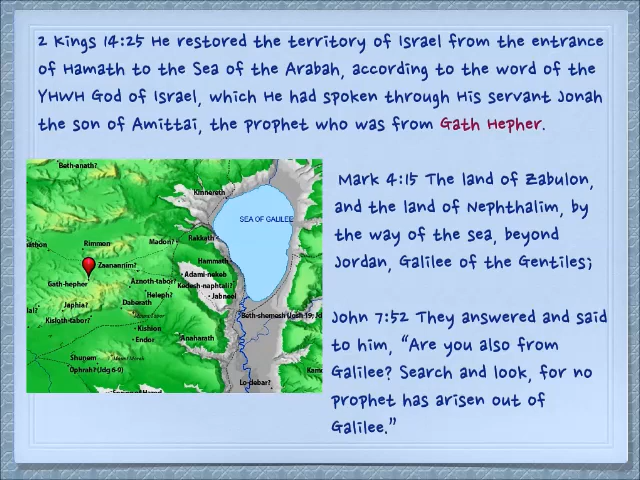 2 Kings 14:25 He restored the territory of Israel from the entrance
of Hamath to the Sea of the Arabah, according to the word of the
YHWH God of Israel, which He had spoken through His servant Jonah
the son of Amittai, the prophet who was from Gath Hepher.
Beth-anath?
Kinnereth
SEA OF GALILEE
Rimmon
Madon?
Rakkath
Zaanannim?
Hammath
Gath-hepher
Aznoth-tabor?
Adami-nekeb
Kedesh-naphtali?
Heleph?
Jabneel
Japhia?
Daberath
Kisloth-tabor?
Kishion
Endor
Anaharath
Shunem
Ophrah? (Jdg 6-9)
Lo-debar?
Mark 4:15 The land of Zabulon,
and the land of Nephthalim, by
the way of the sea, beyond
Jordan, Galilee of the Gentiles;
John 7:52 They answered and said
to him, “Are you also from
Galilee? Search and look, for no
prophet has arisen out of
Galilee.”